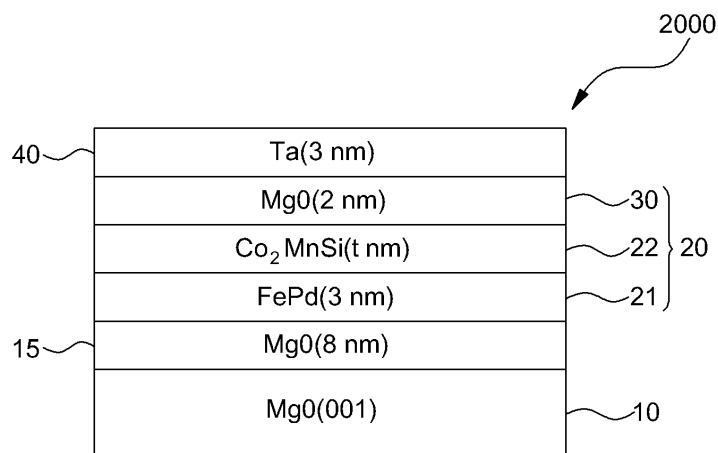 2000
40
Ta(3 nm)
Mg0(2 nm)
30
Co₂MnSi(t nm)
22
20
FePd(3 nm)
21
15
Mg0(8 nm)
Mg0(001)
10